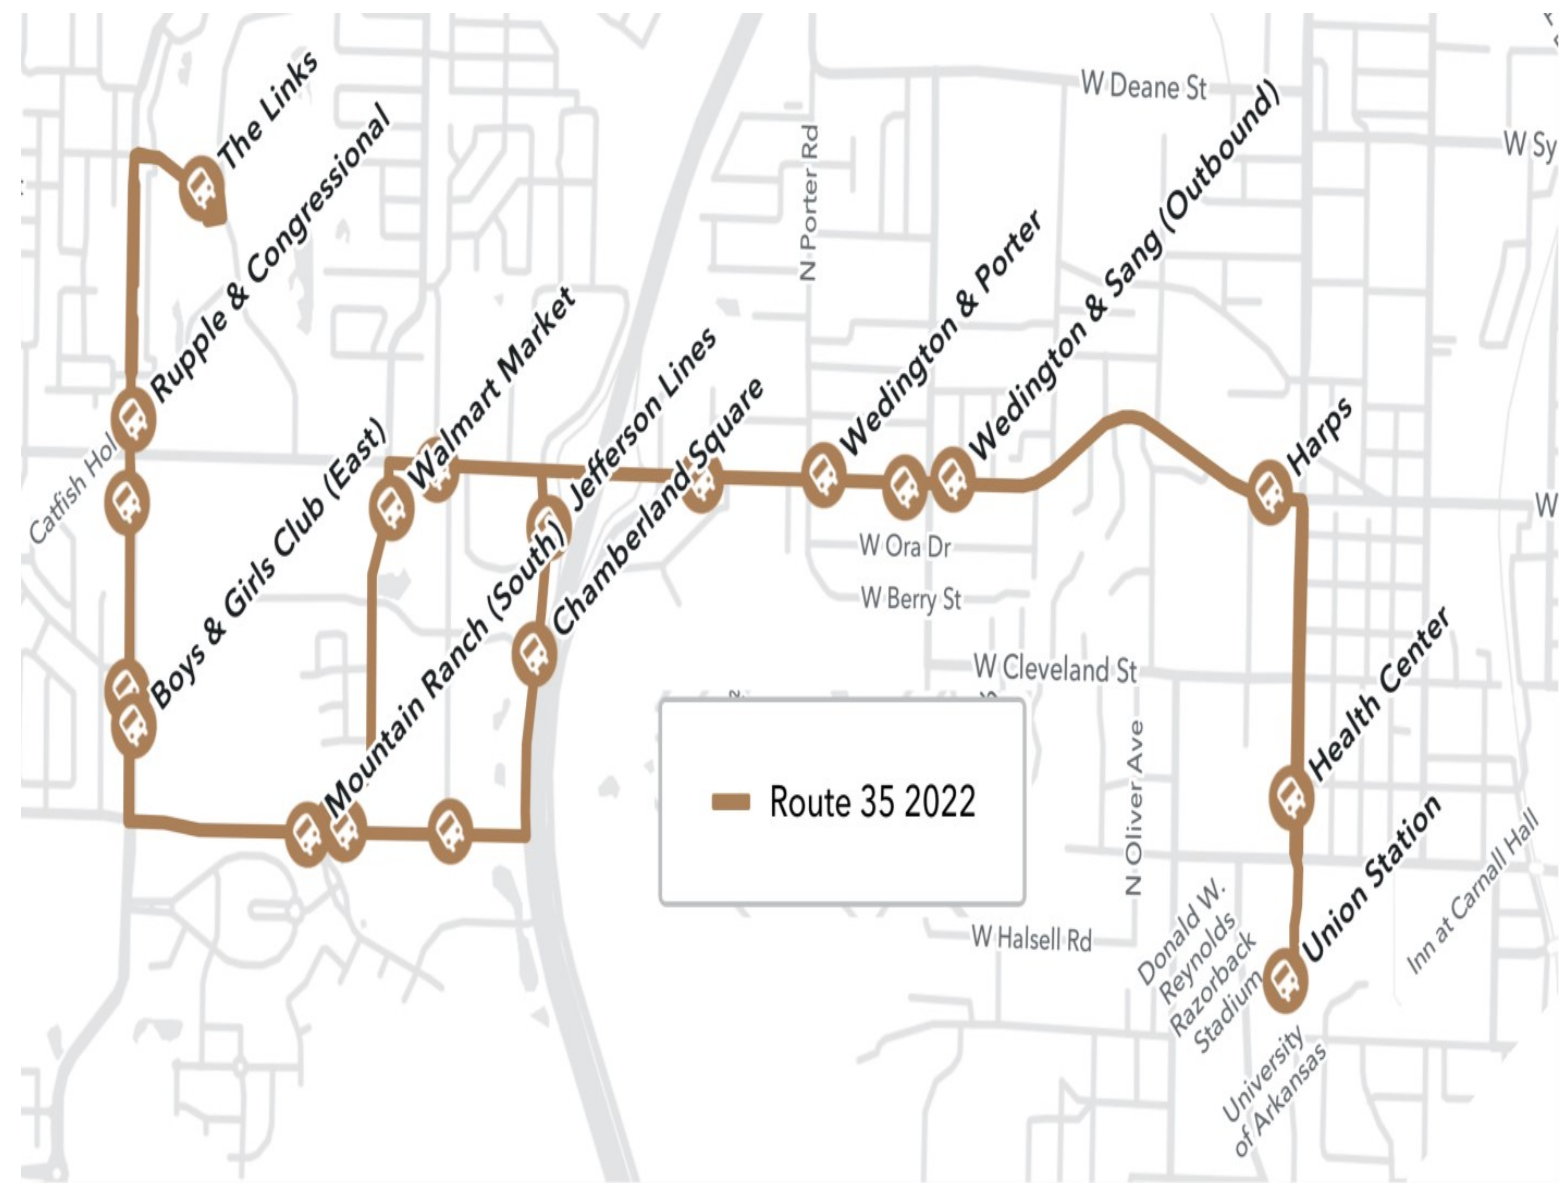 The Links
Rupple & Congressional
W Deane St
Wedington & Sang (Outbound)
W Sy
N Porter Rd
Wedington & Porter
Walmart Market
Jefferson Lines
Chamberland Square
Harps
Catfish Hol
Boys & Girls Club (East)
W
W Ora Dr
W Berry St
Mountain Ranch (South)
W Cleveland St
Health Center
Route 35 2022
N Oliver Ave
Union Station
Inn at Carnall Hall
W Halsell Rd
Donald W.
Reynolds
Razorback
Stadium
University
of Arkansas